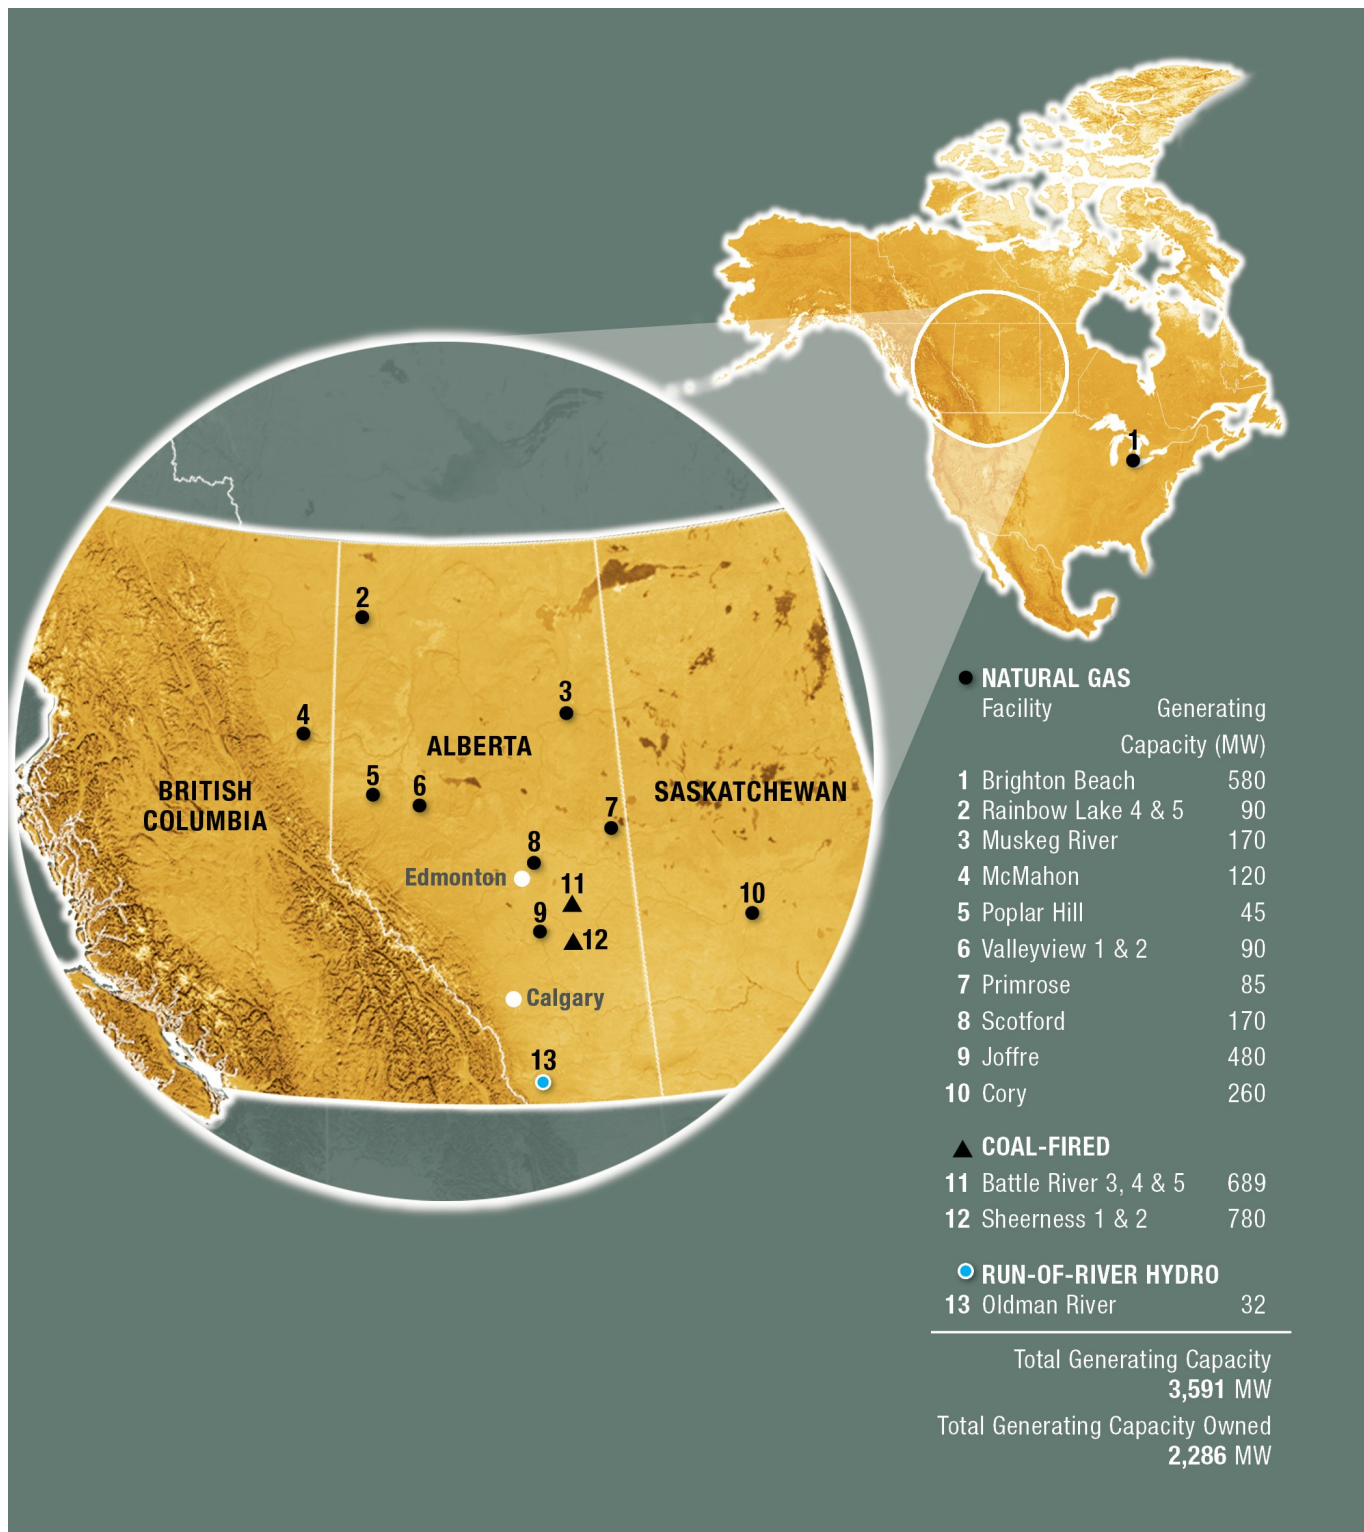 1
2
3
4
ALBERTA
5
6
BRITISH
COLUMBIA
SASKATCHEWAN
7
8
Edmonton
11
10
9
12
Calgary
13
NATURAL GAS
Facility Generating
Capacity (MW)
1 Brighton Beach 580
2 Rainbow Lake 4 & 5 90
3 Muskeg River 170
4 McMahon 120
5 Poplar Hill 45
6 Valleyview 1 & 2 90
7 Primrose 85
8 Scotford 170
9 Joffre 480
10 Cory 260
COAL-FIRED
11 Battle River 3, 4 & 5 689
12 Sheerness 1 & 2 780
RUN-OF-RIVER HYDRO
13 Oldman River 32
Total Generating Capacity
3,591 MW
Total Generating Capacity Owned
2,286 MW